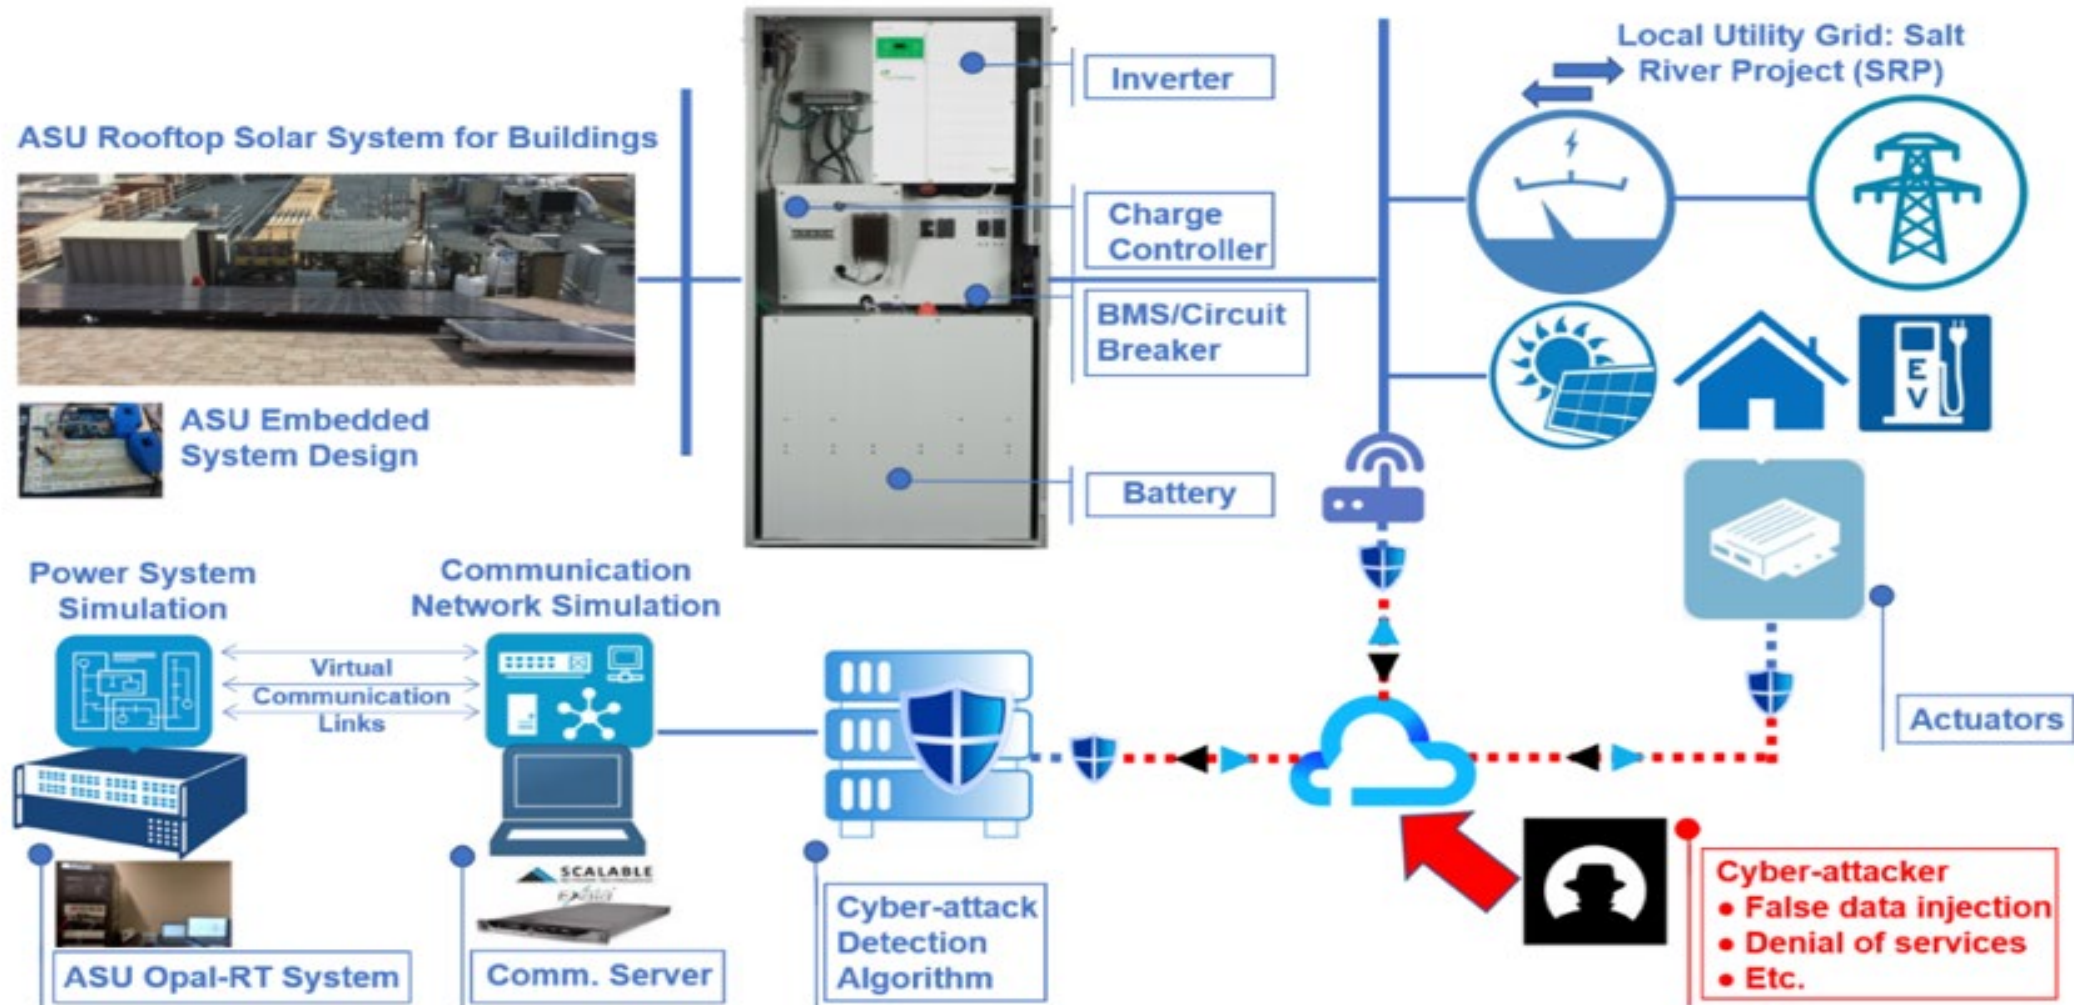 Local Utility Grid: Salt
River Project (SRP)
Inverter
ASU Rooftop Solar System for Buildings
Charge
Controller
BMS/Circuit
Breaker
E
V
ASU Embedded
System Design
Battery
Power System
Simulation
Communication
Network Simulation
Virtual
Communication
Links
Actuators
SCALABLE
EXata
Cyber-attack
Detection
Algorithm
Cyber-attacker
● False data injection
● Denial of services
● Etc.
ASU Opal-RT System
Comm. Server